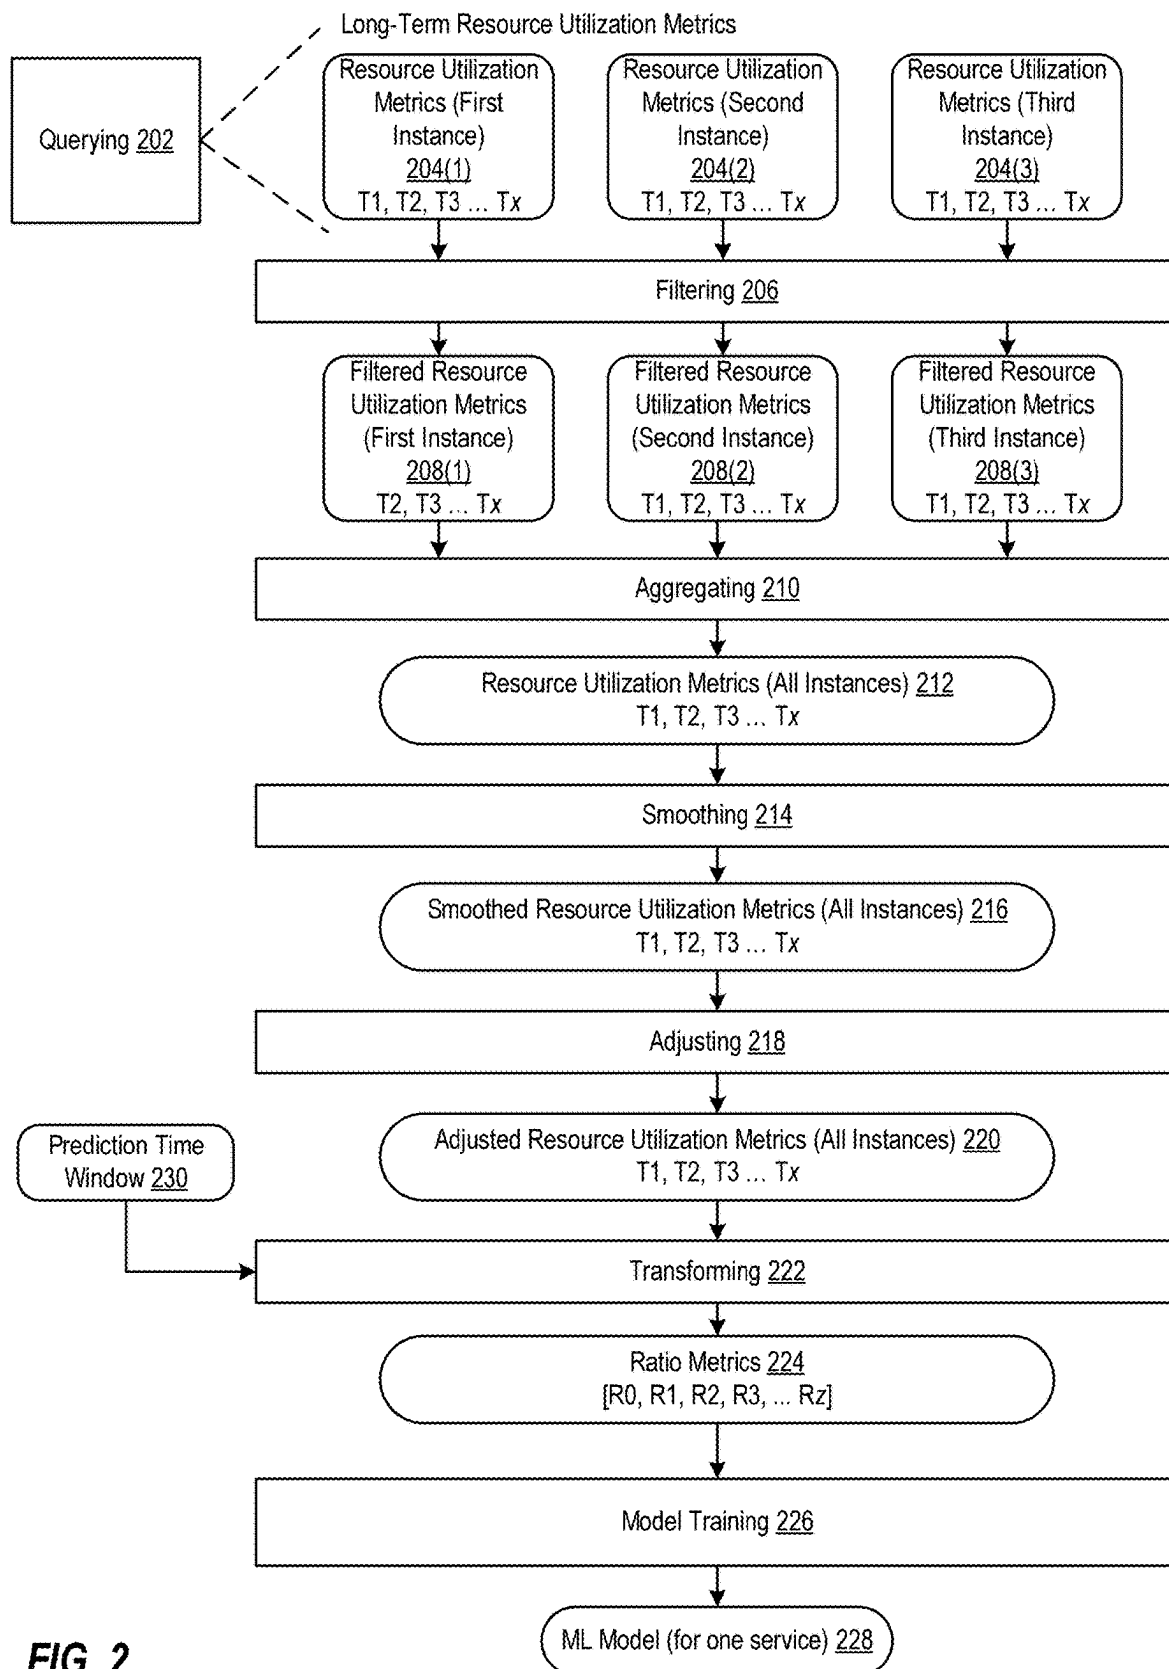 Long-Term Resource Utilization Metrics
Querying 202
Resource Utilization
Metrics (First
Instance)
204(1)
T1, T2, T3 ... Tx
Resource Utilization
Metrics (Second
Instance)
204(2)
T1, T2, T3 ... Tx
Resource Utilization
Metrics (Third
Instance)
204(3)
T1, T2, T3 ... Tx
Filtering 206
Filtered Resource
Utilization Metrics
(First Instance)
208(1)
T2, T3 ... Tx
Filtered Resource
Utilization Metrics
(Second Instance)
208(2)
T1, T2, T3 ... Tx
Filtered Resource
Utilization Metrics
(Third Instance)
208(3)
T1, T2, T3 ... Tx
Aggregating 210
Resource Utilization Metrics (All Instances) 212
T1, T2, T3 ... Tx
Smoothing 214
Smoothed Resource Utilization Metrics (All Instances) 216
T1, T2, T3 ... Tx
Adjusting 218
Adjusted Resource Utilization Metrics (All Instances) 220
T1, T2, T3 ... Tx
Prediction Time
Window 230
Transforming 222
Ratio Metrics 224
[R0, R1, R2, R3, ... Rz]
Model Training 226
ML Model (for one service) 228
FIG. 2